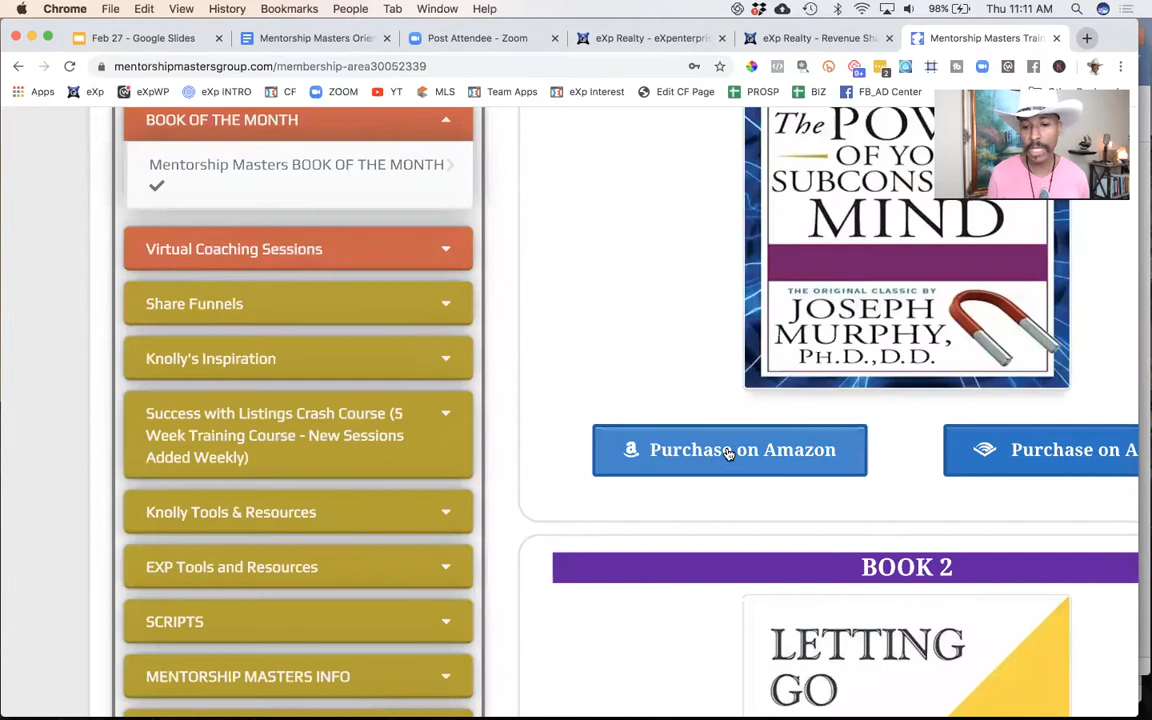 Chrome File Edit View History Bookmarks People Tab Window Help 98% Thu 11:11 AM
Feb 27 - Google Slides × Mentorship Masters Orien × Post Attendee - Zoom × eXp Realty - eXpenterpri × eXp Realty - Revenue Sha × Mentorship Masters Train × +
mentorshipmastersgroup.com/membership-area30052339
Apps eXp eXpWP eXp INTRO CF ZOOM YT MLS Team Apps eXp Interest Edit CF Page PROSP BIZ FB_AD Center
BOOK OF THE MONTH
Mentorship Masters BOOK OF THE MONTH
Virtual Coaching Sessions
Share Funnels
Knolly's Inspiration
Success with Listings Crash Course (5
Week Training Course - New Sessions
Added Weekly)
Knolly Tools & Resources
EXP Tools and Resources
SCRIPTS
MENTORSHIP MASTERS INFO
The POW
OF YO
SUBCONS
MIND
THE ORIGINAL CLASSIC BY
JOSEPH
MURPHY,
PH.D., D.D.
Purchase on Amazon
Purchase on A
BOOK 2
LETTING
GO